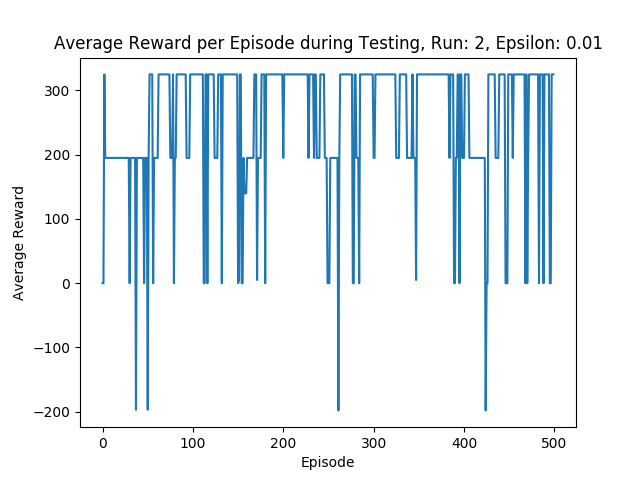 Average Reward per Episode during Testing, Run: 2, Epsilon: 0.01
300
200
100
0
−100
−200
Average Reward
0 100 200 300 400 500
Episode